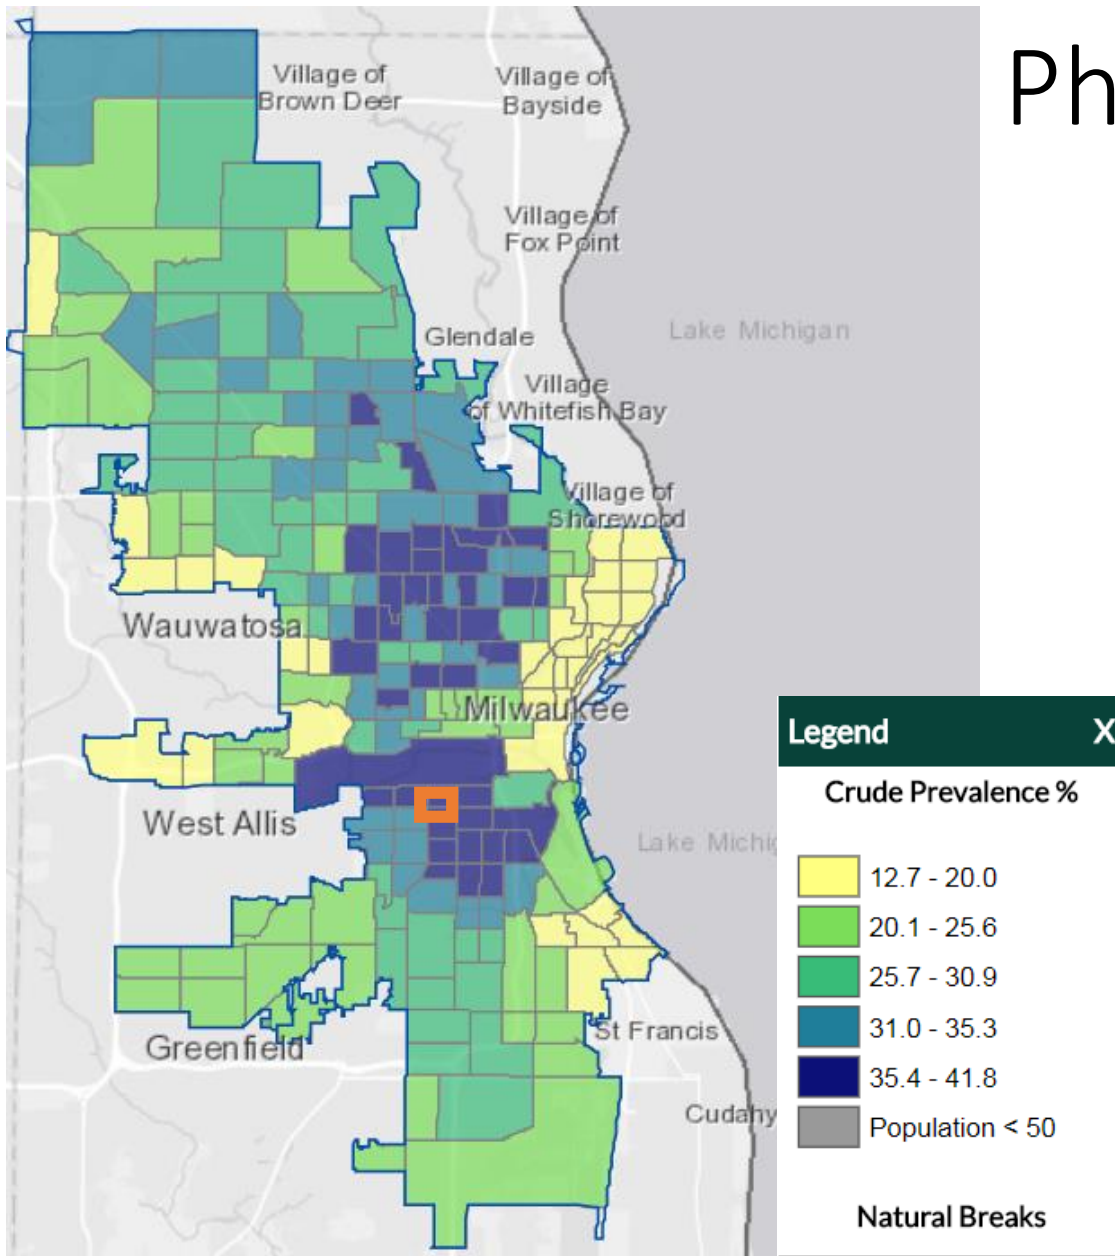 Ph
Village of
Brown Deer
Village of
Bayside
Village of
Fox Point
Lake Michigan
Glendale
Village
of Whitefish Bay
Village of
Shorewood
Wauwatosa
Milwaukee
West Allis
Lake Michig
Greenfield
St Francis
Cudahy
Legend
X
Crude Prevalence %
12.7 - 20.0
20.1 - 25.6
25.7 - 30.9
31.0 - 35.3
35.4 - 41.8
Population < 50
Natural Breaks